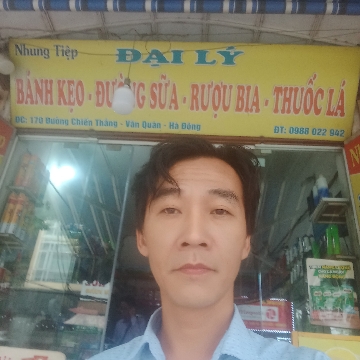 Nhung Tiệp
ĐẠI LÝ
BÁNH KẸO - ĐƯỜNG SỮA - RƯỢU BIA - THUỐC LÁ
ĐC: 170 Đường Chiến Thắng - Văn Quán - Hà Đông
ĐT: 0988 022 942